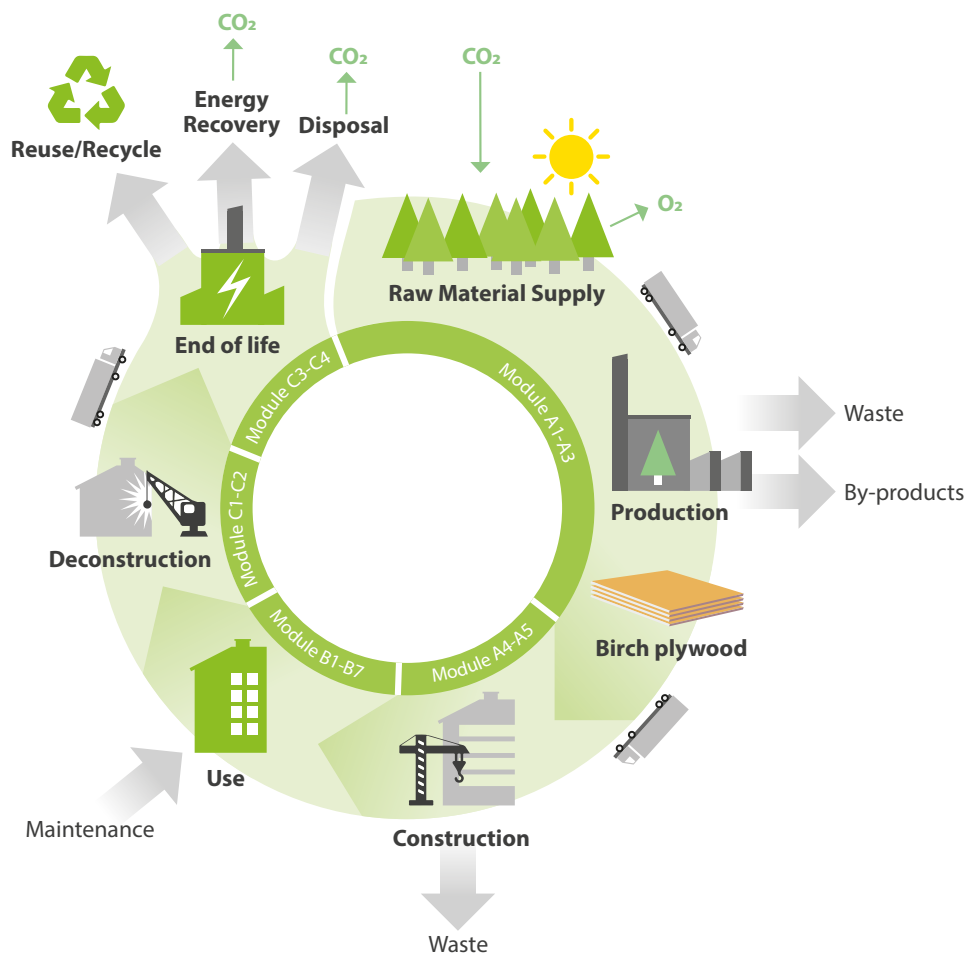 CO₂
CO₂
CO₂
Energy
Recovery
Disposal
Reuse/Recycle
O₂
Raw Material Supply
End of life
Module C3-C4
Module A1-A3
Waste
By-products
Production
Module C1-C2
Deconstruction
Module B1-B7
Module A4-A5
Birch plywood
Use
Maintenance
Construction
Waste